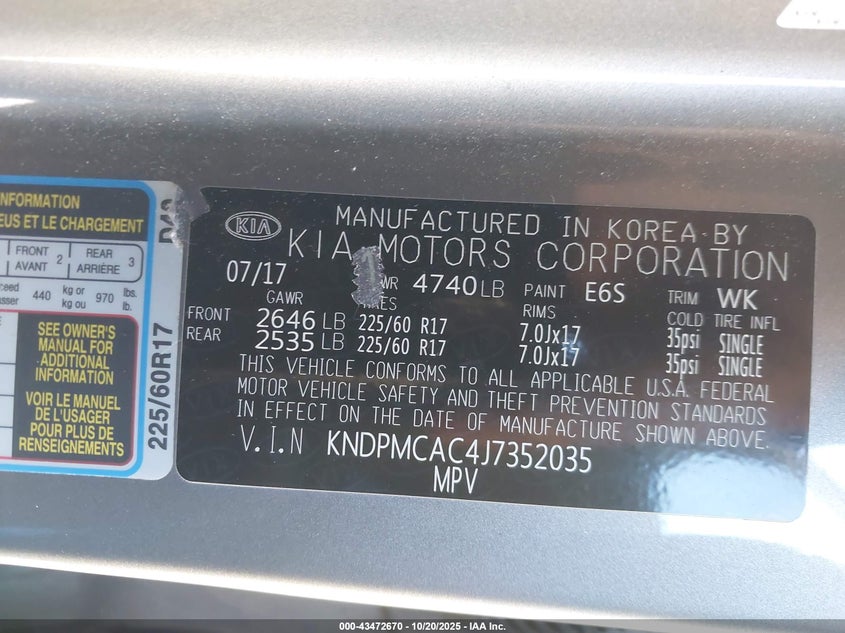 INFORMATION
EUS ET LE CHARGEMENT
FRONT
AVANT 2
REAR
ARRIÈRE 3
440 kg or
kg ou 970 lbs.
lb.
SEE OWNER'S
MANUAL FOR
ADDITIONAL
INFORMATION
VOIR LE MANUEL
DE L'USAGER
POUR PLUS DE
RENSEIGNEMENTS
225/60R17
KIA
MANUFACTURED IN KOREA BY
KIA MOTORS CORPORATION
07/17 4740 LB PAINT E6S TRIM WK
GAWR RIMS COLD TIRE INFL
FRONT 2646 LB 225/60 R17 7.0Jx17 35psi SINGLE
REAR 2535 LB 225/60 R17 7.0Jx17 35psi SINGLE
THIS VEHICLE CONFORMS TO ALL APPLICABLE U.S.A. FEDERAL
MOTOR VEHICLE SAFETY AND THEFT PREVENTION STANDARDS
IN EFFECT ON THE DATE OF MANUFACTURE SHOWN ABOVE.
V.I.N KNDPMCAC4J7352035
MPV
000-43472670 - 10/20/2025 - IAA Inc.